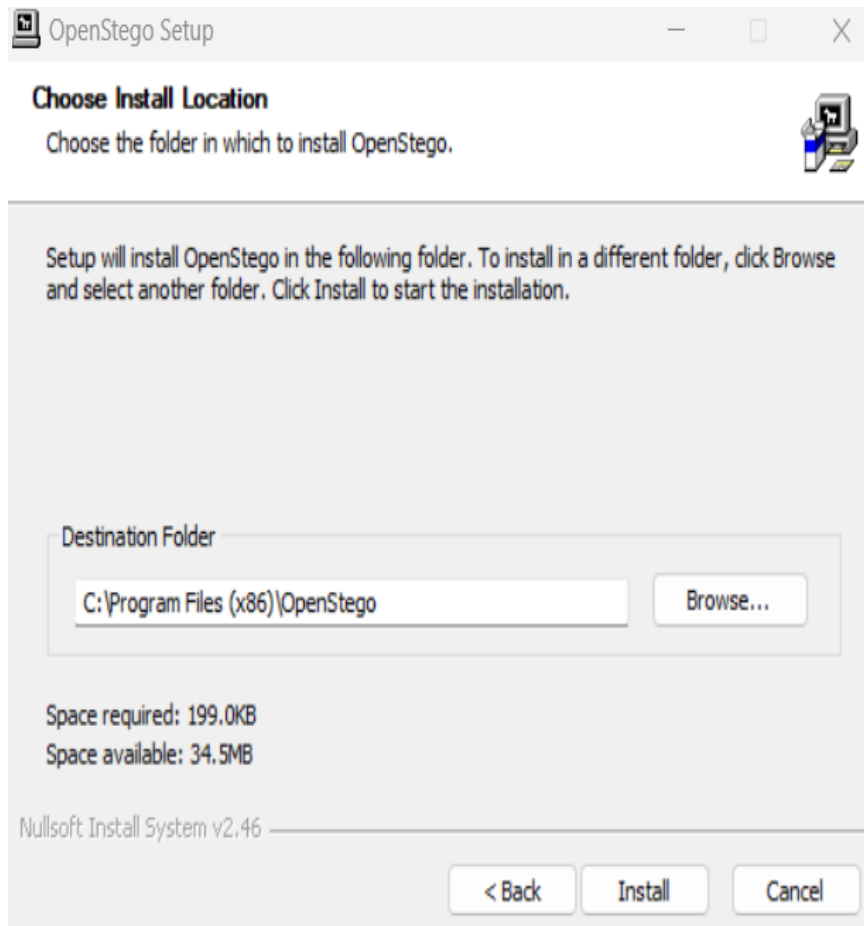 OpenStego Setup
Choose Install Location
Choose the folder in which to install OpenStego.
Setup will install OpenStego in the following folder. To install in a different folder, click Browse
and select another folder. Click Install to start the installation.
Destination Folder
C:\Program Files (x86)\OpenStego
Browse...
Space required: 199.0KB
Space available: 34.5MB
Nullsoft Install System v2.46
< Back
Install
Cancel